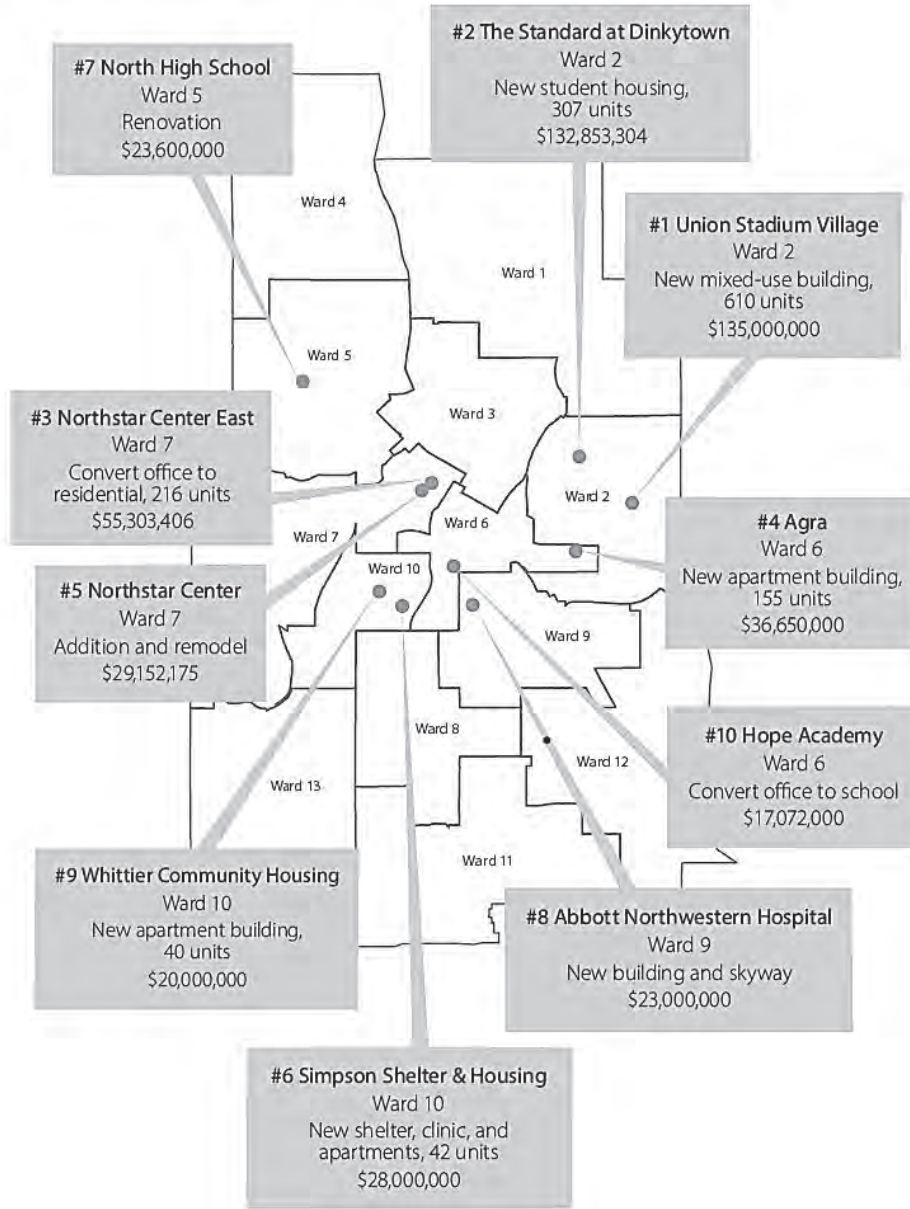 #2 The Standard at Dinkytown
Ward 2
New student housing,
307 units
$132,853,304
#7 North High School
Ward 5
Renovation
$23,600,000
Ward 4
Ward 1
#1 Union Stadium Village
Ward 2
New mixed-use building,
610 units
$135,000,000
Ward 5
Ward 3
#3 Northstar Center East
Ward 7
Convert office to
residential, 216 units
$55,303,406
Ward 2
Ward 6
Ward 7
#4 Agra
Ward 6
New apartment building,
155 units
$36,650,000
Ward 10
#5 Northstar Center
Ward 7
Addition and remodel
$29,152,175
Ward 9
Ward 8
#10 Hope Academy
Ward 6
Convert office to school
$17,072,000
Ward 12
Ward 13
Ward 11
#9 Whittier Community Housing
Ward 10
New apartment building,
40 units
$20,000,000
#8 Abbott Northwestern Hospital
Ward 9
New building and skyway
$23,000,000
#6 Simpson Shelter & Housing
Ward 10
New shelter, clinic, and
apartments, 42 units
$28,000,000